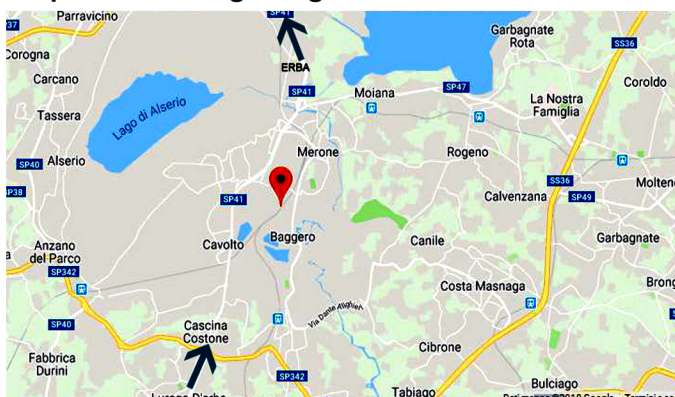 SP41
Parravicino
SP37
ERBA
Garbagnate
Rota
SS36
Corogna
Carcano
SP41
Moiana
SP47
Coroldo
La Nostra
Famiglia
Tassera
Lago di Alserio
Merone
Rogeno
SP40
Alserio
SS36
Molteno
SP38
SP41
Calvenzana
SP49
Anzano
del Parco
Cavolto
Baggero
Canile
Garbagnate
SP342
Costa Masnaga
Brong
SP40
Cascina
Costone
Via Dante Alighieri
Fabbrica
Durini
Cibrone
SP342
Bulciago
Tabiago